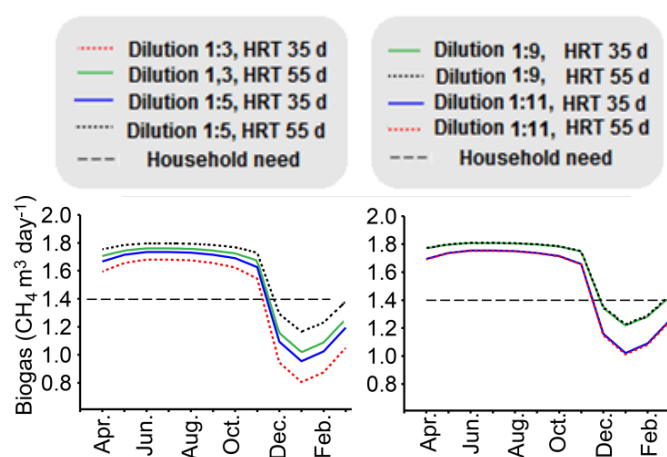 Dilution 1:3, HRT 35 d
Dilution 1,3, HRT 55 d
Dilution 1:5, HRT 35 d
Dilution 1:5, HRT 55 d
Household need
Dilution 1:9, HRT 35 d
Dilution 1:9, HRT 55 d
Dilution 1:11, HRT 35 d
Dilution 1:11, HRT 55 d
Household need
Biogas (CH₄ m³ day⁻¹)
2.0
1.8
1.6
1.4
1.2
1.0
0.8
Apr.
Jun.
Aug.
Oct.
Dec.
Feb.
2.0
1.8
1.6
1.4
1.2
1.0
0.8
Apr.
Jun.
Aug.
Oct.
Dec.
Feb.